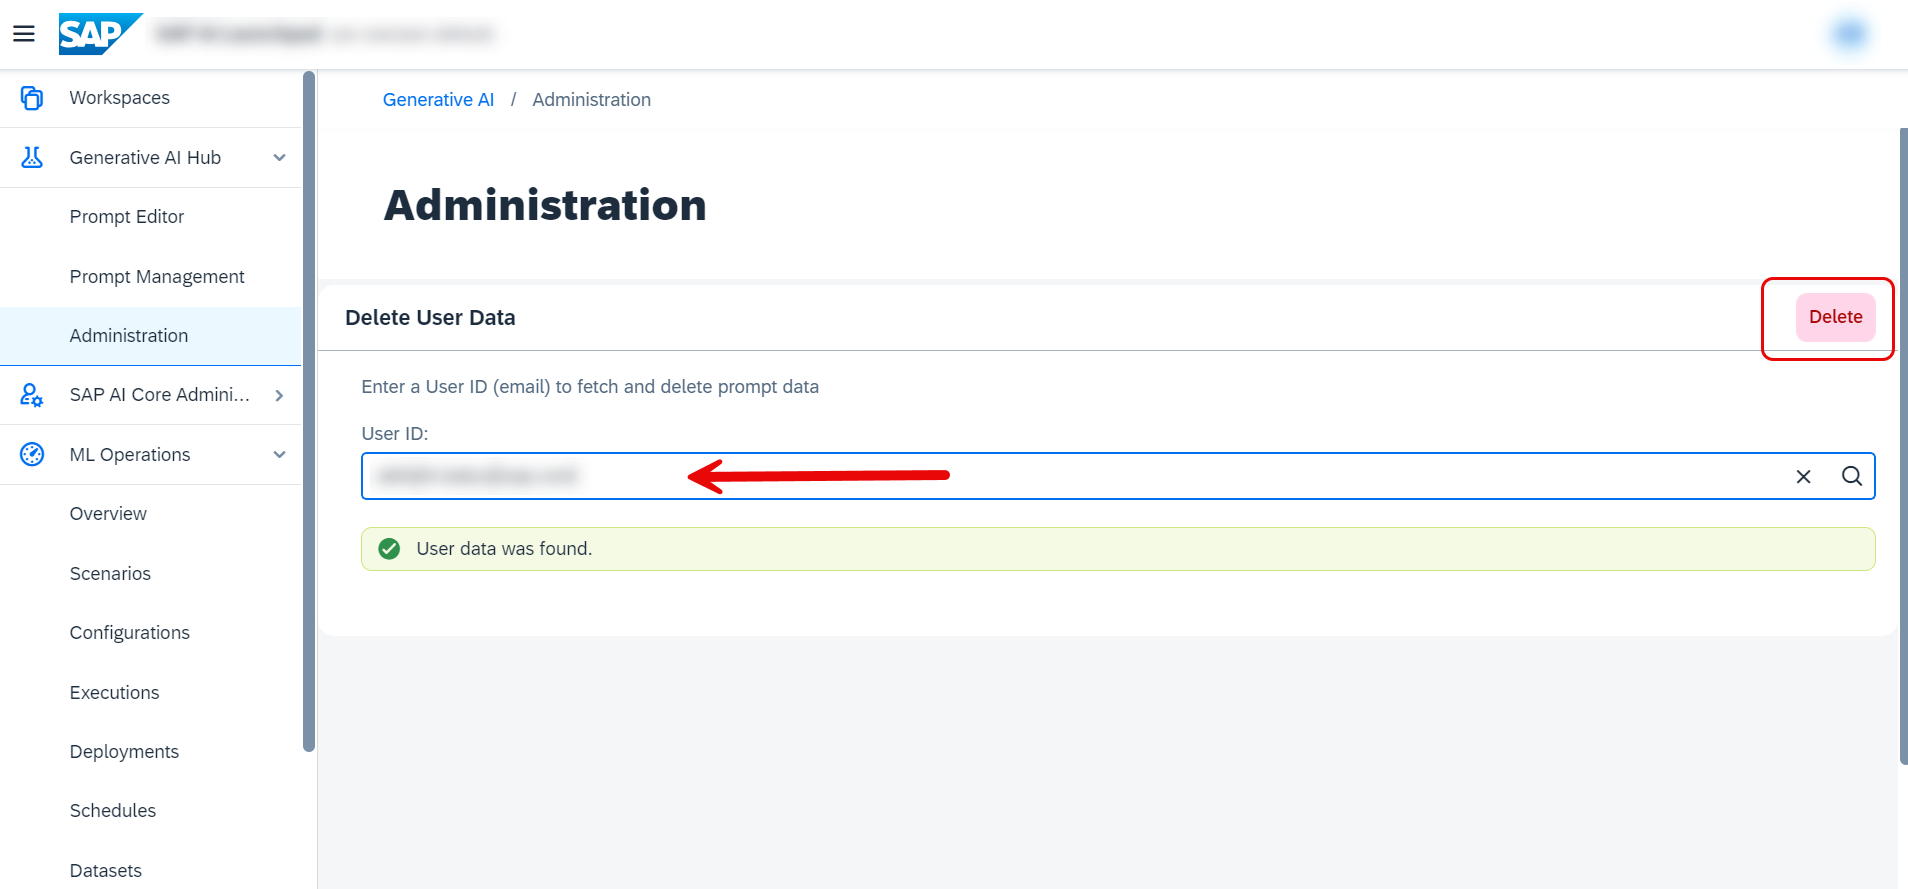 SAP
Workspaces
Generative AI Hub
Prompt Editor
Prompt Management
Administration
SAP AI Core Admini...
ML Operations
Overview
Scenarios
Configurations
Executions
Deployments
Schedules
Datasets
Generative AI / Administration
Administration
Delete User Data
Delete
Enter a User ID (email) to fetch and delete prompt data
User ID:
User data was found.